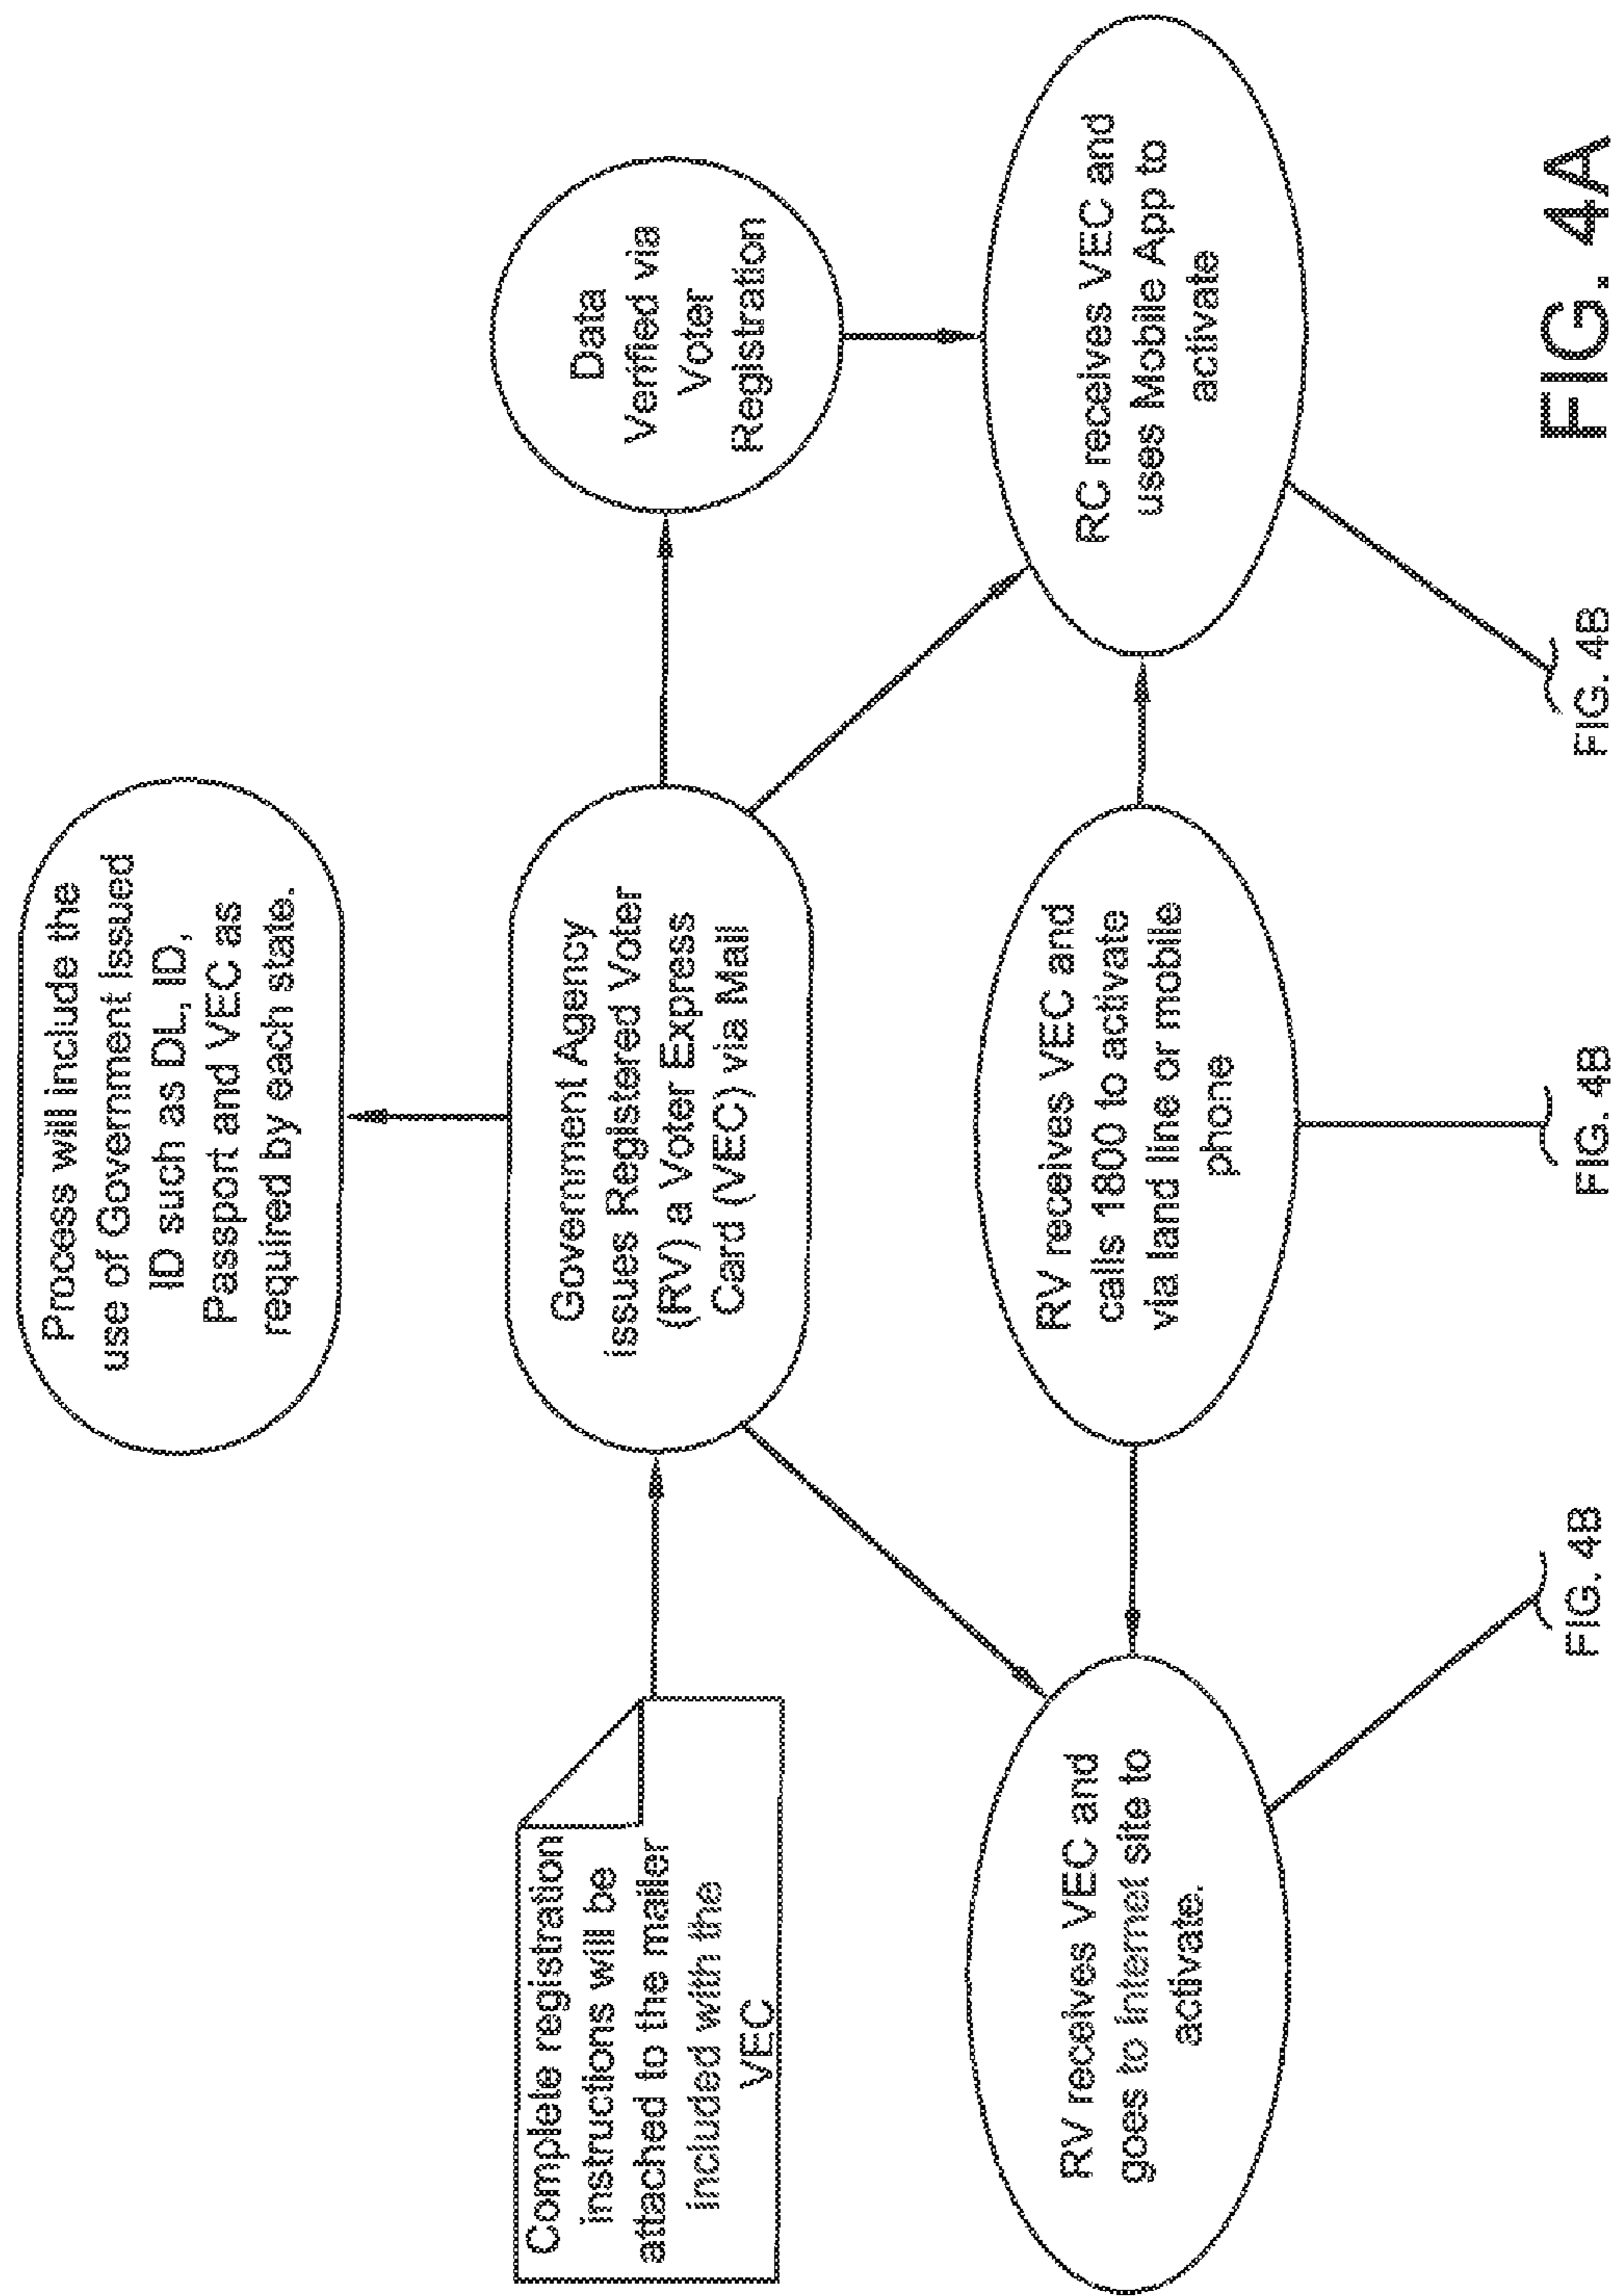 Process will include the
use of Government issued
ID such as DL, ID,
Passport and VEC as
required by each state.
Complete registration
instructions will be
attached to the mailer
included with the
VEC
Government Agency
issues Registered Voter
(RV) a Voter Express
Card (VEC) via Mail
Data
Verified via
Voter
Registration
RV receives VEC and
goes to internet site to
activate.
RV receives VEC and
calls 1800 to activate
via land line or mobile
phone
RC receives VEC and
uses Mobile App to
activate
FIG. 4B
FIG. 4B
FIG. 4B
FIG. 4A